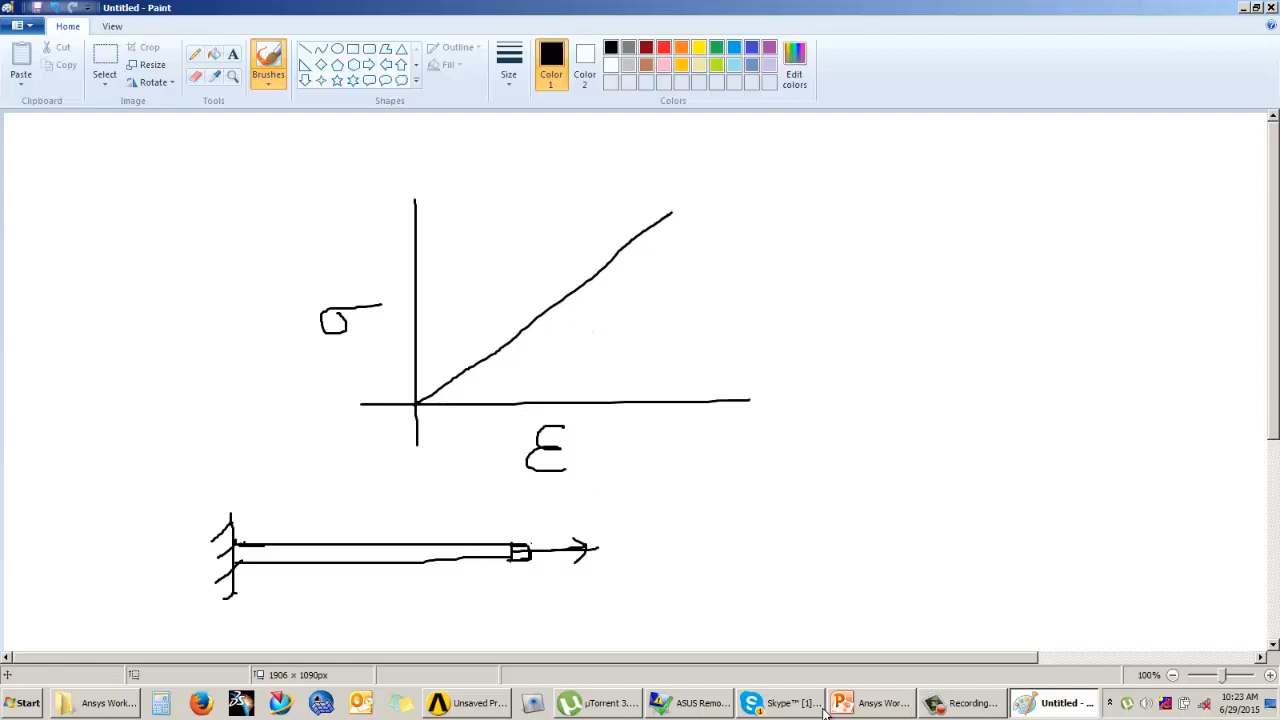 Untitled - Paint
Home View
Paste
Cut
Copy
Clipboard
Select
Crop
Resize
Rotate
Image
A
Tools
Brushes
Outline
Fill
Shapes
Size
Color 1
Color 2
Edit colors
Colors
σ
ε
1906 × 1090px
100%
Start
Ansys Work...
Unsaved Pr...
uTorrent 3....
ASUS Remo...
Skype™ [1]...
Ansys Wor...
Recording...
Untitled - ...
10:23 AM
6/29/2015